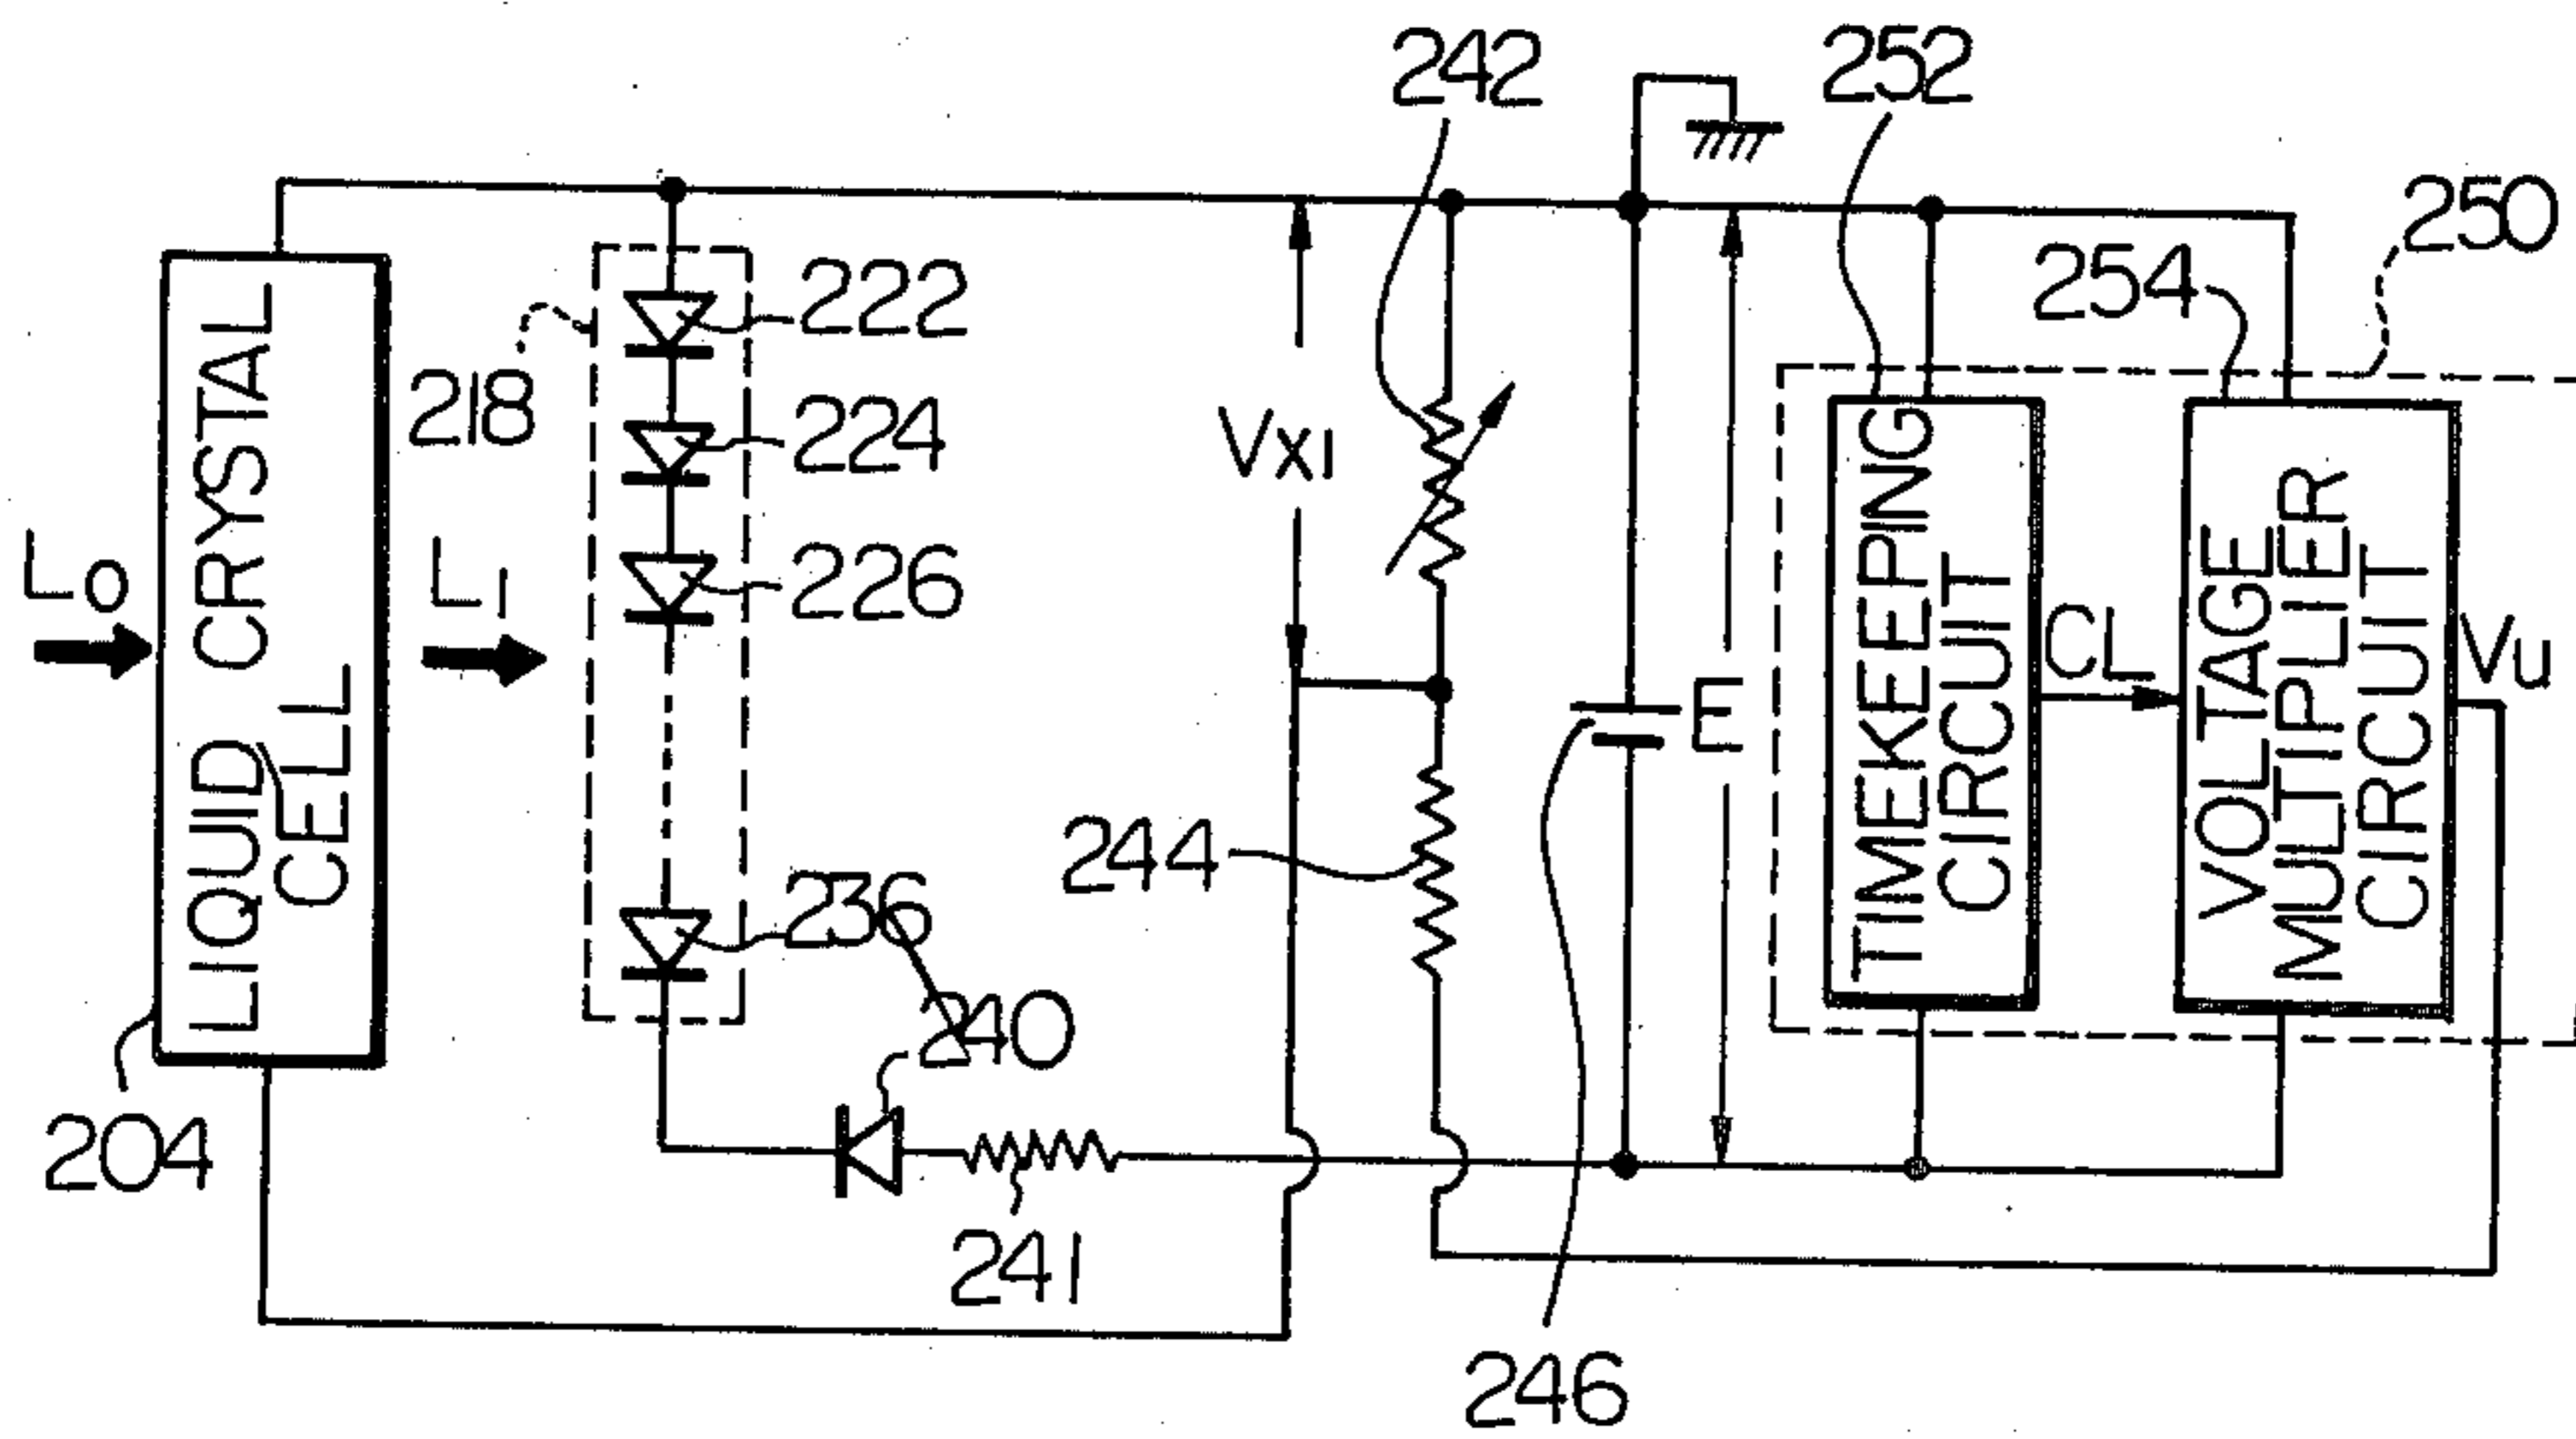 242
252
250
254
222
218
224
Vx1
226
Lo
L1
LIQUID CRYSTAL
CELL
TIMEKEEPING
CIRCUIT
CL
VOLTAGE
MULTIPLIER
CIRCUIT
Vu
E
244
236
240
204
241
246